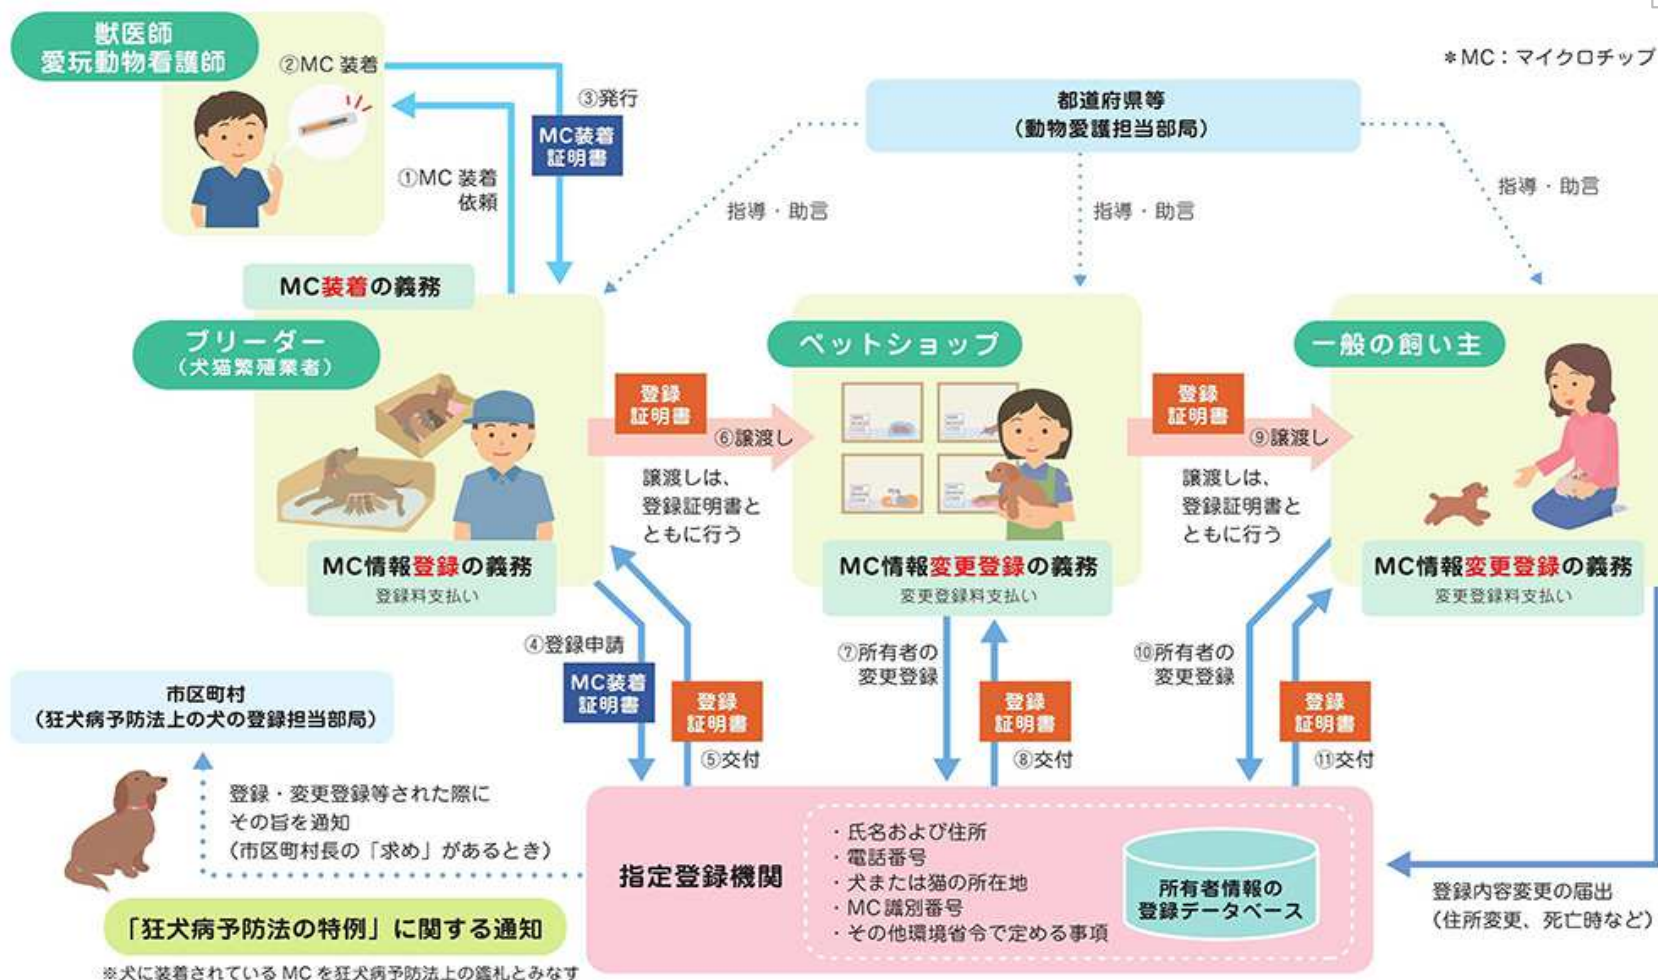 獣医師
愛玩動物看護師
②MC 装着
③発行
MC装着
証明書
①MC 装着
依頼
*MC：マイクロチップ
都道府県等
（動物愛護担当部局）
指導・助言
指導・助言
指導・助言
MC装着の義務
ブリーダー
（犬猫繁殖業者）
登録
証明書
⑥譲渡し
譲渡しは、
登録証明書と
ともに行う
MC情報登録の義務
登録料支払い
ペットショップ
登録
証明書
⑨譲渡し
譲渡しは、
登録証明書と
ともに行う
MC情報変更登録の義務
変更登録料支払い
一般の飼い主
MC情報変更登録の義務
変更登録料支払い
④登録申請
MC装着
証明書
登録
証明書
⑤交付
⑦所有者の
変更登録
登録
証明書
⑧交付
⑩所有者の
変更登録
登録
証明書
⑪交付
市区町村
（狂犬病予防法上の犬の登録担当部局）
登録・変更登録等された際に
その旨を通知
（市区町村長の「求め」があるとき）
「狂犬病予防法の特例」に関する通知
※犬に装着されている MC を狂犬病予防法上の鑑札とみなす
指定登録機関
・氏名および住所
・電話番号
・犬または猫の所在地
・MC 識別番号
・その他環境省令で定める事項
所有者情報の
登録データベース
登録内容変更の届出
（住所変更、死亡時など）